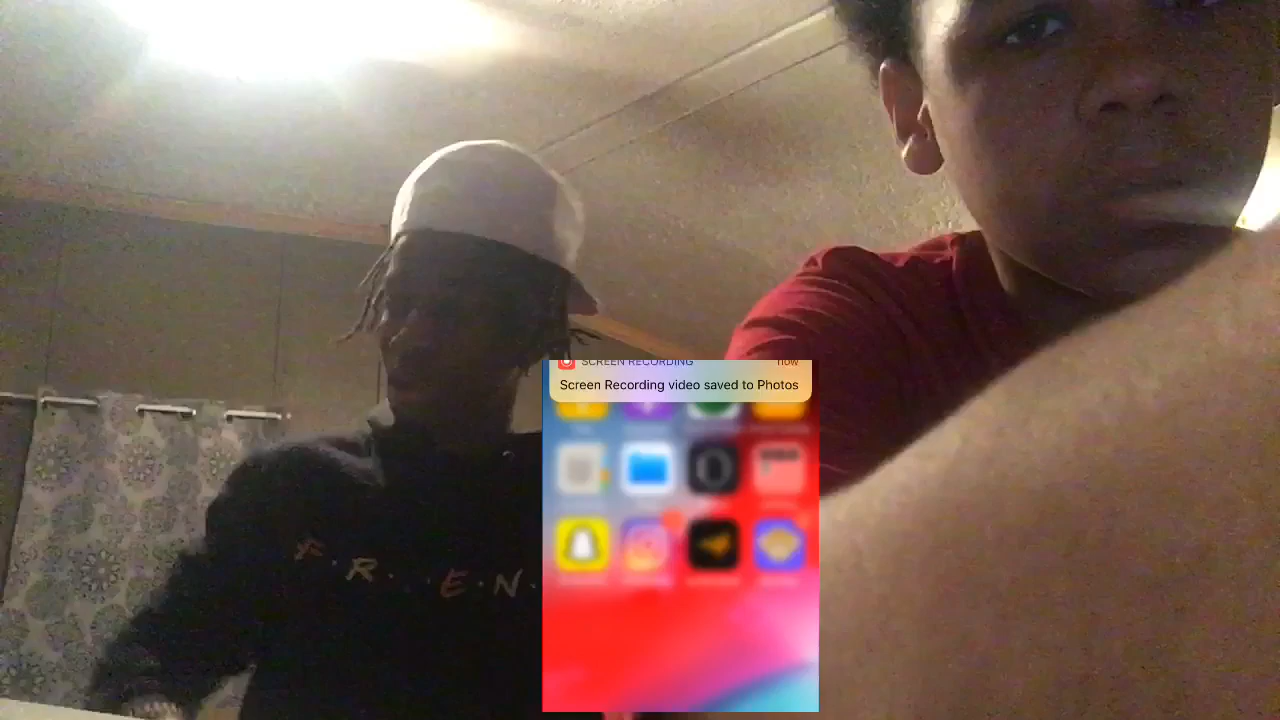 SCREEN RECORDING now
Screen Recording video saved to Photos
F·R· ·E·N·